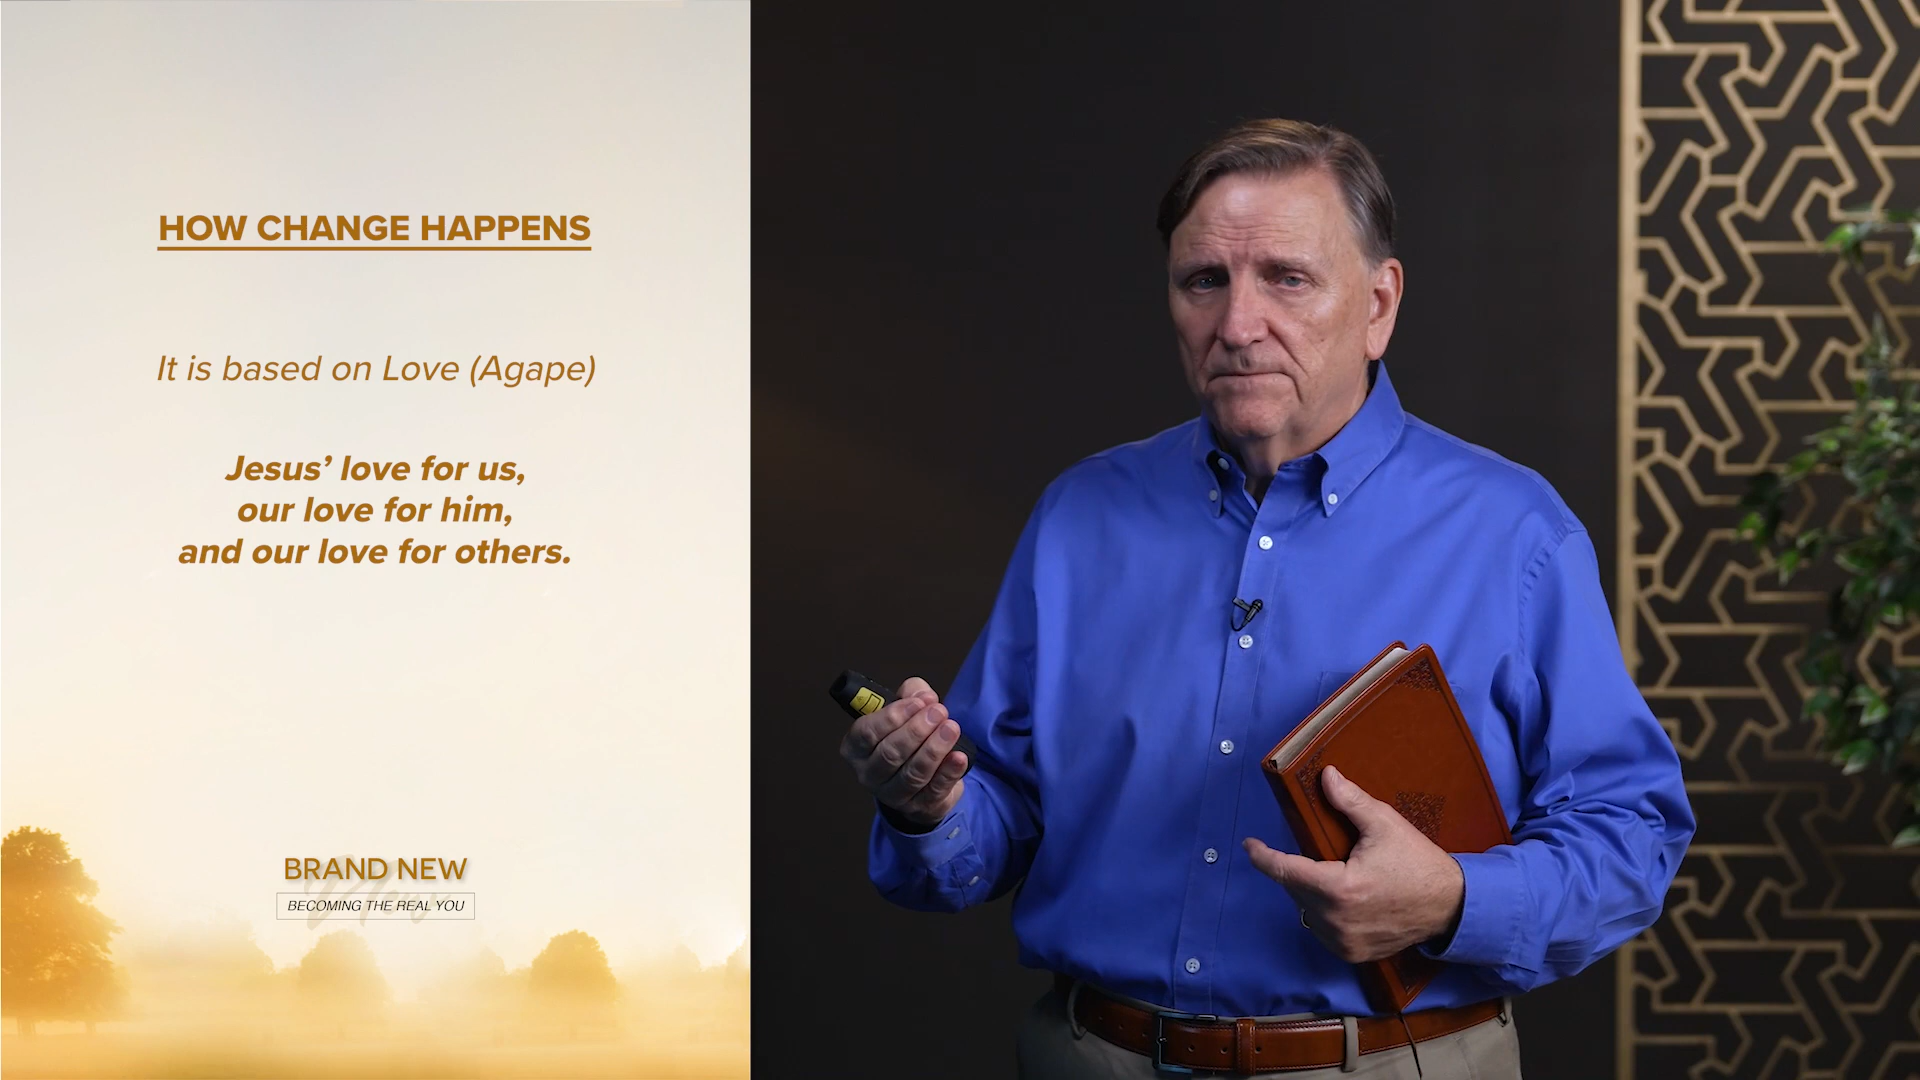 HOW CHANGE HAPPENS
It is based on Love (Agape)
Jesus’ love for us,
our love for him,
and our love for others.
BRAND NEW
BECOMING THE REAL YOU